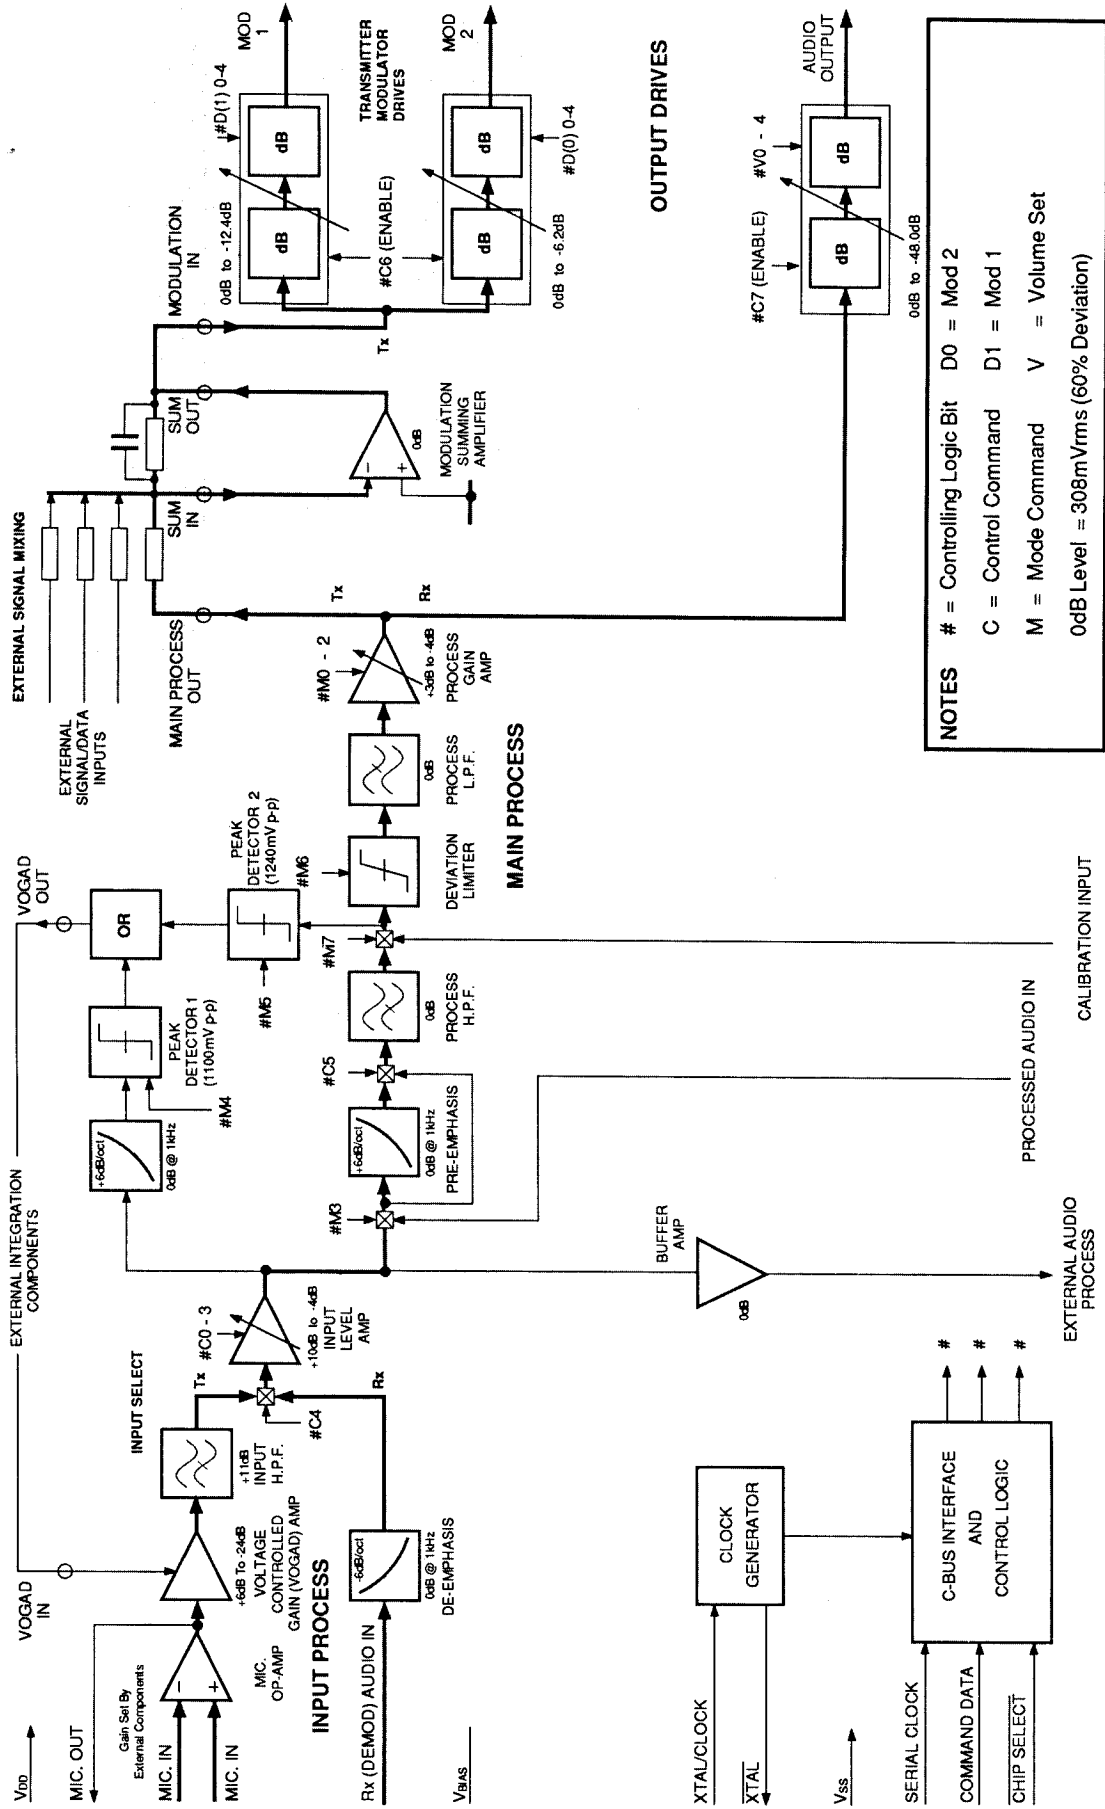 VDD
MIC. OUT
Gain Set By
External Components
MIC. IN
MIC. IN
−
+
MIC.
OP-AMP
INPUT PROCESS
VOGAD
IN
+6dB To -24dB
VOLTAGE
CONTROLLED
GAIN (VOGAD) AMP
+11dB
INPUT
H.P.F.
INPUT SELECT
Tx
Rx
#C4
Rx (DEMOD) AUDIO IN
-6dB/oct
0dB @ 1kHz
DE-EMPHASIS
VBIAS
#C0 - 3
+10dB to -4dB
INPUT
LEVEL
AMP
EXTERNAL INTEGRATION
COMPONENTS
+6dB/oct
0dB @ 1kHz
#M4
PEAK
DETECTOR1
(1100mV p-p)
OR
VOGAD
OUT
PEAK
DETECTOR 2
(1240mV p-p)
#M5
#M3
+6dB/oct
0dB @ 1kHz
PRE-EMPHASIS
#C5
0dB
PROCESS
H.P.F.
#M7
#M6
DEVIATION
LIMITER
0dB
PROCESS
L.P.F.
#M0 - 2
+3dB to -4dB
PROCESS
GAIN
AMP
MAIN PROCESS
Tx
Rx
BUFFER
AMP
0dB
EXTERNAL AUDIO
PROCESS
PROCESSED AUDIO IN
CALIBRATION INPUT
EXTERNAL SIGNAL MIXING
EXTERNAL
SIGNAL/DATA
INPUTS
MAIN PROCESS
OUT
SUM
IN
SUM
OUT
−
+
0dB
MODULATION
SUMMING
AMPLIFIER
MODULATION
IN
Tx
0dB to -12.4dB
dB
dB
#D(1) 0-4
MOD
1
#C6 (ENABLE)
TRANSMITTER
MODULATOR
DRIVES
dB
dB
0dB to -6.2dB
#D(0) 0-4
MOD
2
OUTPUT DRIVES
#C7 (ENABLE)
#V0 - 4
dB
dB
0dB to -48.0dB
AUDIO
OUTPUT
XTAL/CLOCK
XTAL
CLOCK
GENERATOR
VSS
SERIAL CLOCK
COMMAND DATA
CHIP SELECT
C-BUS INTERFACE
AND
CONTROL LOGIC
#
#
#
NOTES # = Controlling Logic Bit D0 = Mod 2
C = Control Command D1 = Mod 1
M = Mode Command V = Volume Set
0dB Level = 308mVrms (60% Deviation)